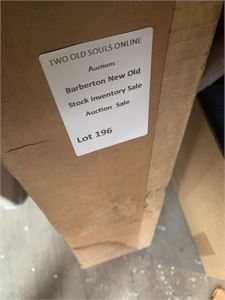 TWO OLD SOULS ONLINE
Auctions
Barberton New Old
Stock Inventory Sale
Auction Sale
Lot 196